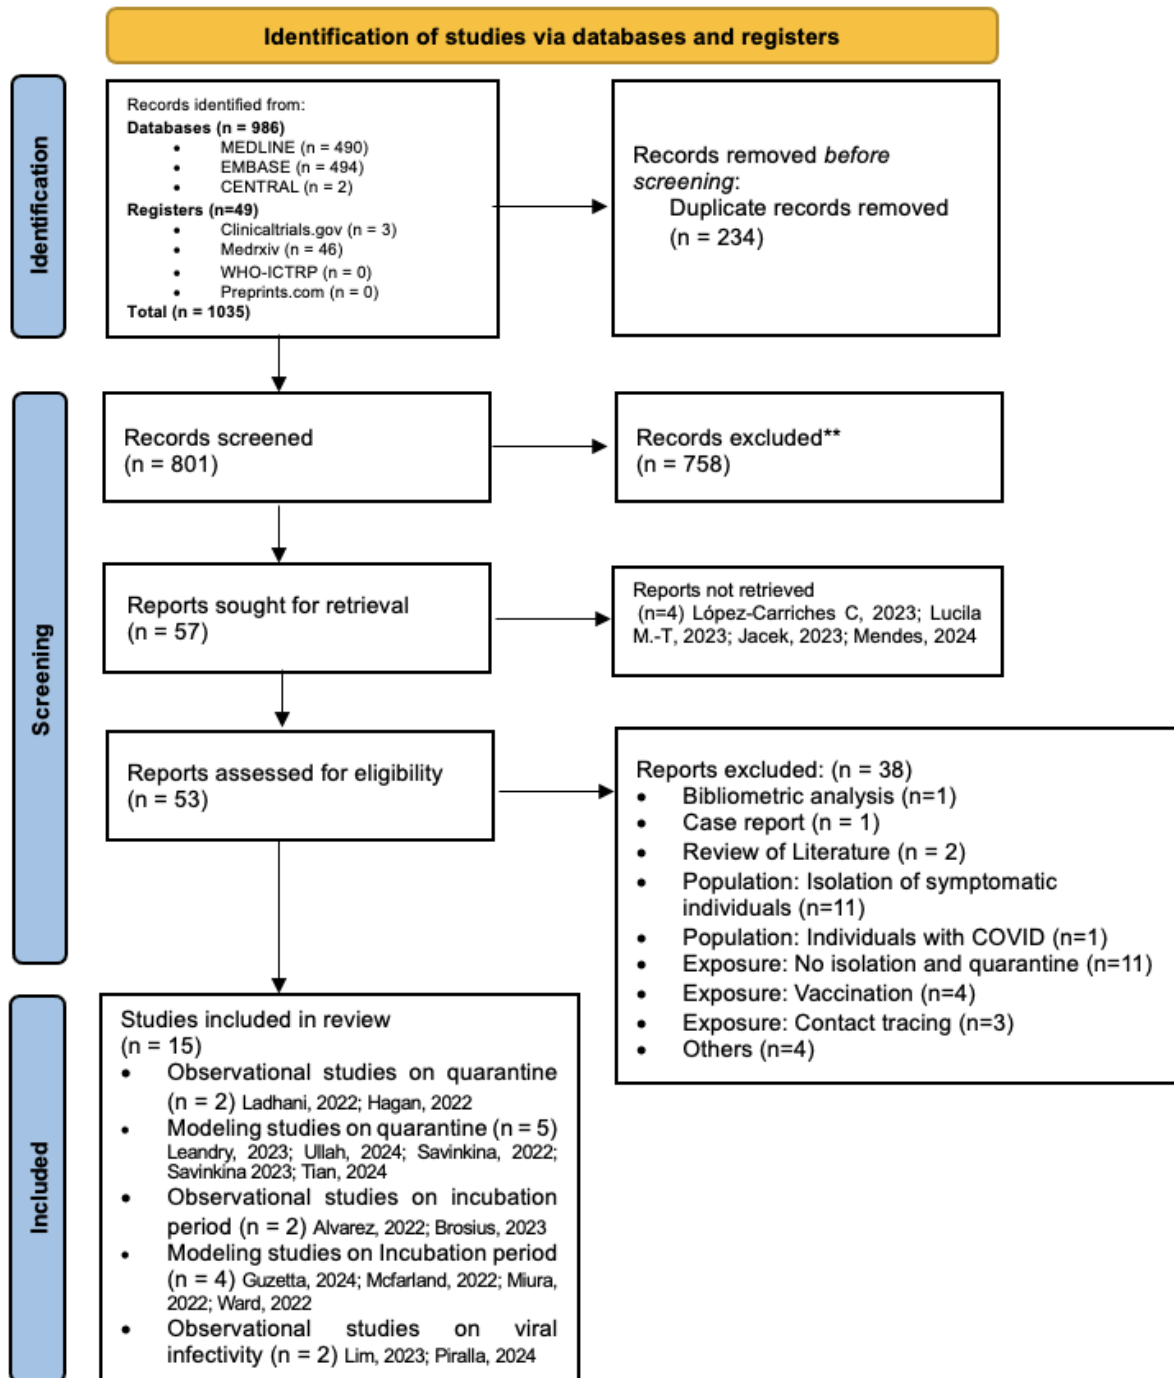 Identification of studies via databases and registers
Identification
Records identified from:
Databases (n = 986)
• MEDLINE (n = 490)
• EMBASE (n = 494)
• CENTRAL (n = 2)
Registers (n=49)
• Clinicaltrials.gov (n = 3)
• Medrxiv (n = 46)
• WHO-ICTRP (n = 0)
• Preprints.com (n = 0)
Total (n = 1035)
Records removed before
screening:
Duplicate records removed
(n = 234)
Screening
Records screened
(n = 801)
Records excluded**
(n = 758)
Reports sought for retrieval
(n = 57)
Reports not retrieved
(n=4) López-Carriches C, 2023; Lucila
M.-T, 2023; Jacek, 2023; Mendes, 2024
Reports assessed for eligibility
(n = 53)
Reports excluded: (n = 38)
• Bibliometric analysis (n=1)
• Case report (n = 1)
• Review of Literature (n = 2)
• Population: Isolation of symptomatic
individuals (n=11)
• Population: Individuals with COVID (n=1)
• Exposure: No isolation and quarantine (n=11)
• Exposure: Vaccination (n=4)
• Exposure: Contact tracing (n=3)
• Others (n=4)
Included
Studies included in review
(n = 15)
• Observational studies on quarantine
(n = 2) Ladhani, 2022; Hagan, 2022
• Modeling studies on quarantine (n = 5)
Leandry, 2023; Ullah, 2024; Savinkina, 2022;
Savinkina 2023; Tian, 2024
• Observational studies on incubation
period (n = 2) Alvarez, 2022; Brosius, 2023
• Modeling studies on Incubation period
(n = 4) Guzetta, 2024; Mcfarland, 2022; Miura,
2022; Ward, 2022
• Observational studies on viral
infectivity (n = 2) Lim, 2023; Piralla, 2024